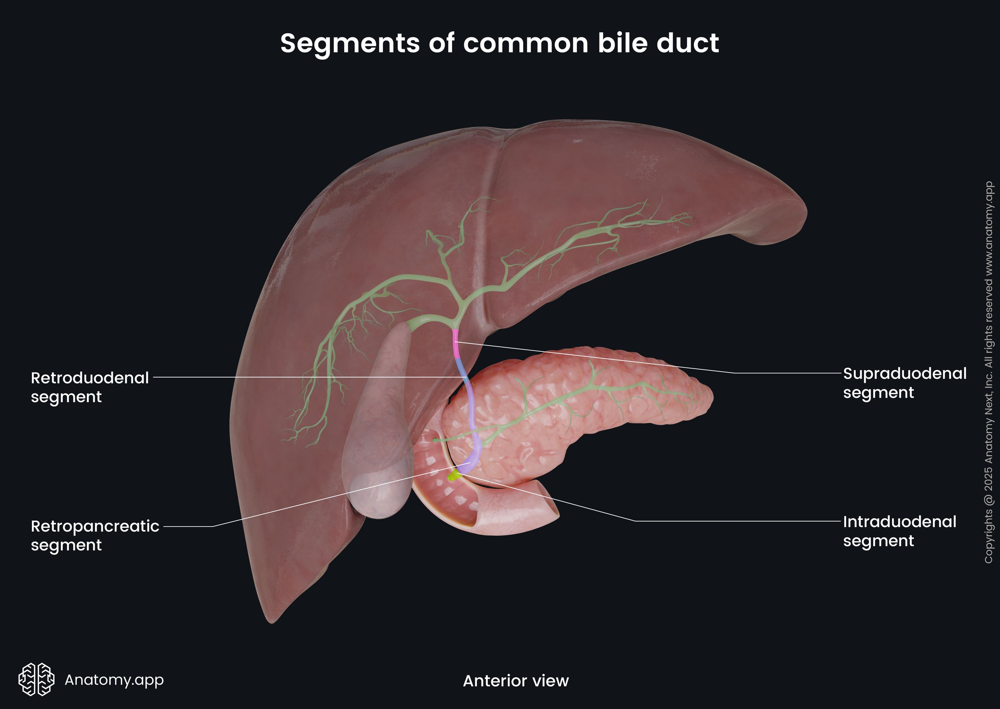 Segments of common bile duct
Retroduodenal
segment
Supraduodenal
segment
Retropancreatic
segment
Intraduodenal
segment
Anatomy.app
Anterior view
Copyrights @ 2025 Anatomy Next, Inc. All rights reserved www.anatomy.app